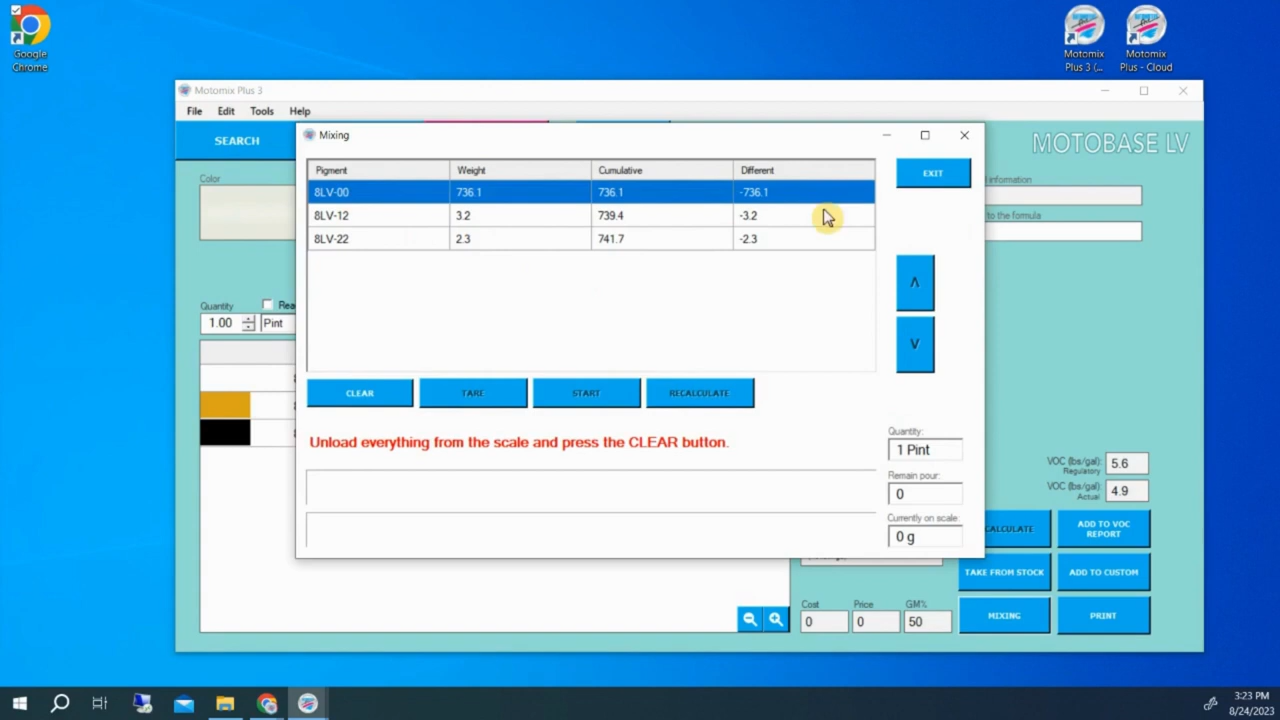 Google
Chrome
Motomix
Plus 3 (...
Motomix
Plus - Cloud
Motomix Plus 3
File Edit Tools Help
SEARCH
MOTOBASE LV
Mixing
Pigment Weight Cumulative Different
8LV-00 736.1 736.1 -736.1
8LV-12 3.2 739.4 -3.2
8LV-22 2.3 741.7 -2.3
EXIT
Λ
V
CLEAR TARE START RECALCULATE
Unload everything from the scale and press the CLEAR button.
Quantity:
1 Pint
Remain pour:
0
Currently on scale:
0 g
Color
information
to the formula
Quantity
1.00 Pint
VOC (lbs/gal):
Regulatory
5.6
VOC (lbs/gal)
Actual
4.9
CALCULATE
ADD TO VOC
REPORT
TAKE FROM STOCK
ADD TO CUSTOM
Cost Price GM%
0 0 50
MIXING
PRINT
3:23 PM
8/24/2023